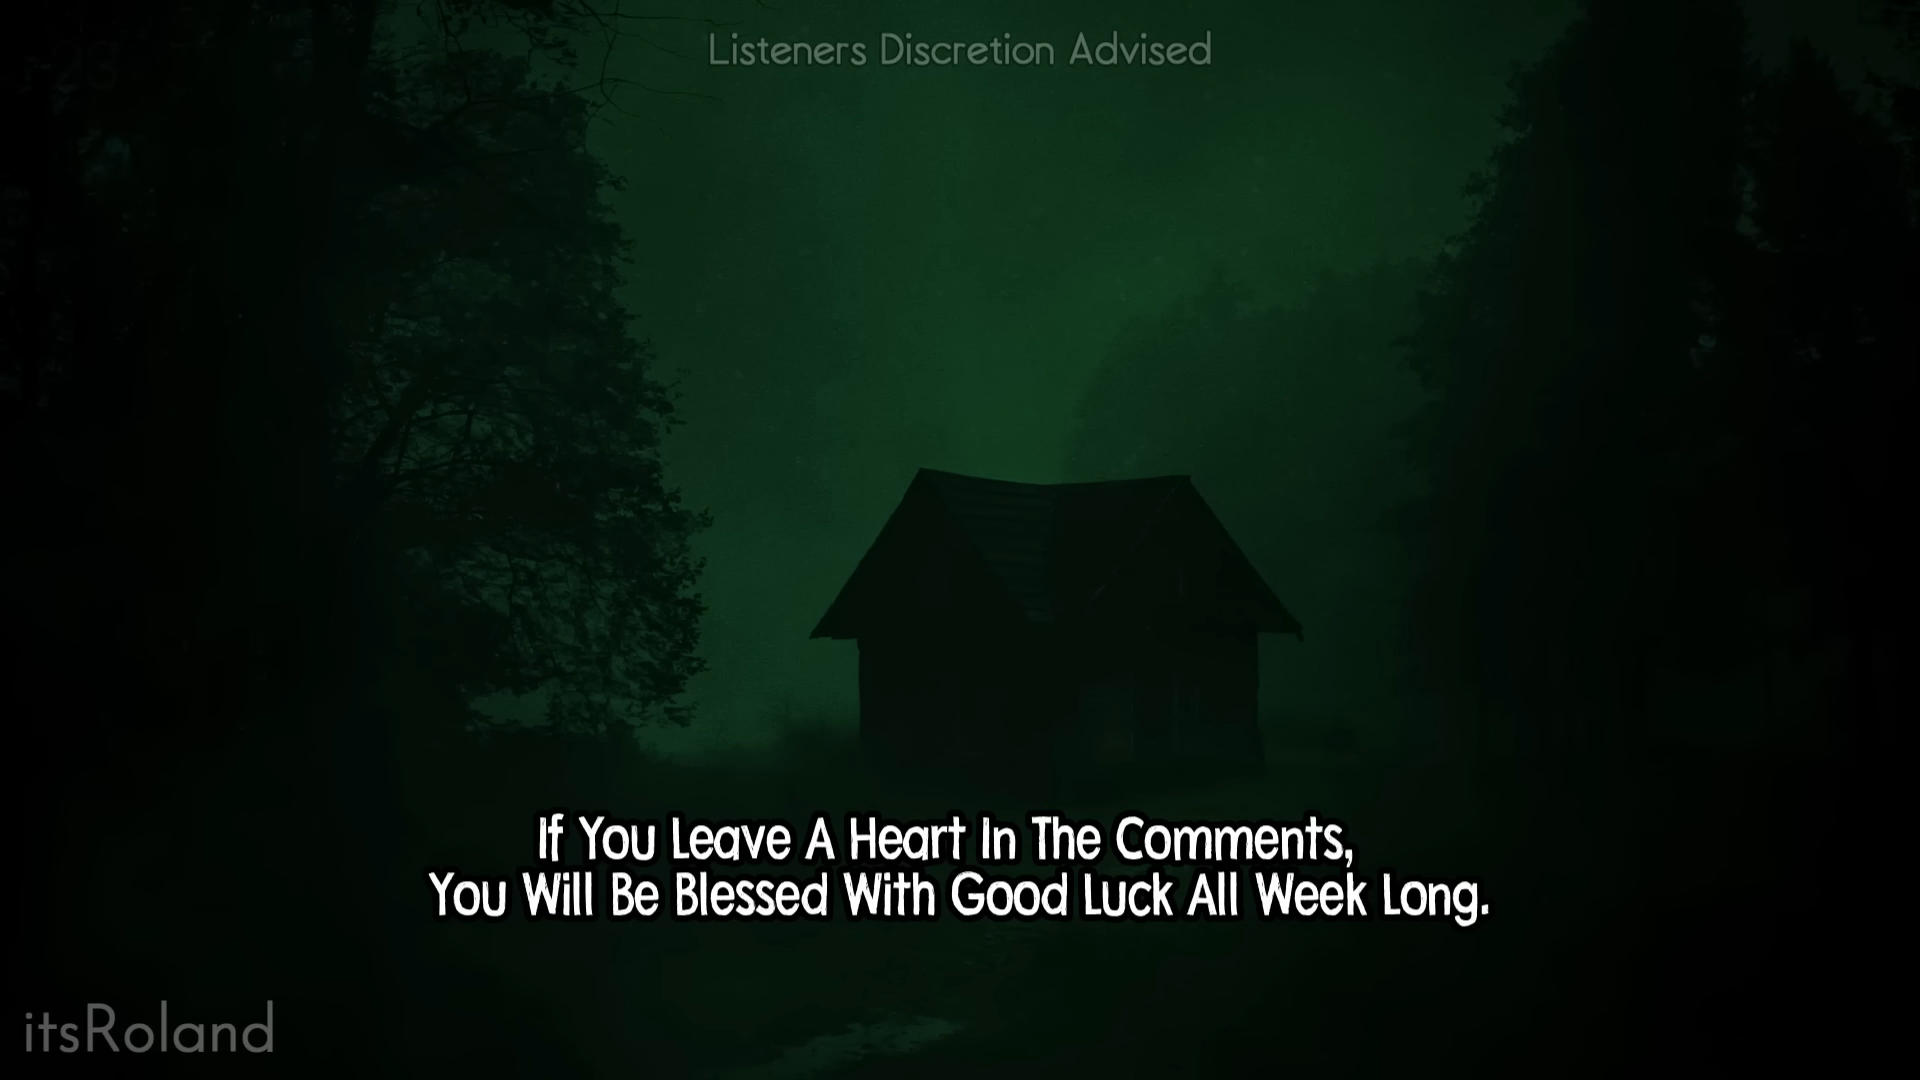 Listeners Discretion Advised
If You Leave A Heart In The Comments,
You Will Be Blessed With Good Luck All Week Long.
itsRoland